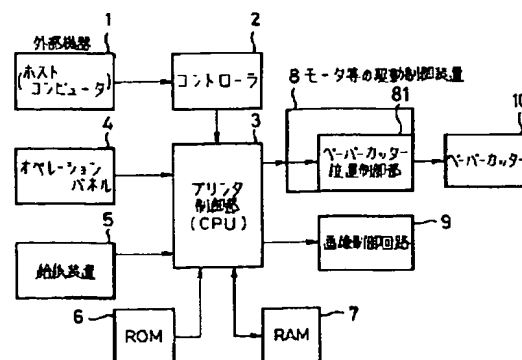 1
外部機器
(ホスト
コンピュータ)
2
コントローラ
8 モータ等の駆動制御装置
81
ペーパーカッター
位置制御部
10
ペーパーカッター
4
オペレーション
パネル
3
プリンタ
制御部
(CPU)
5
給紙装置
9
画像制御回路
6
ROM
7
RAM